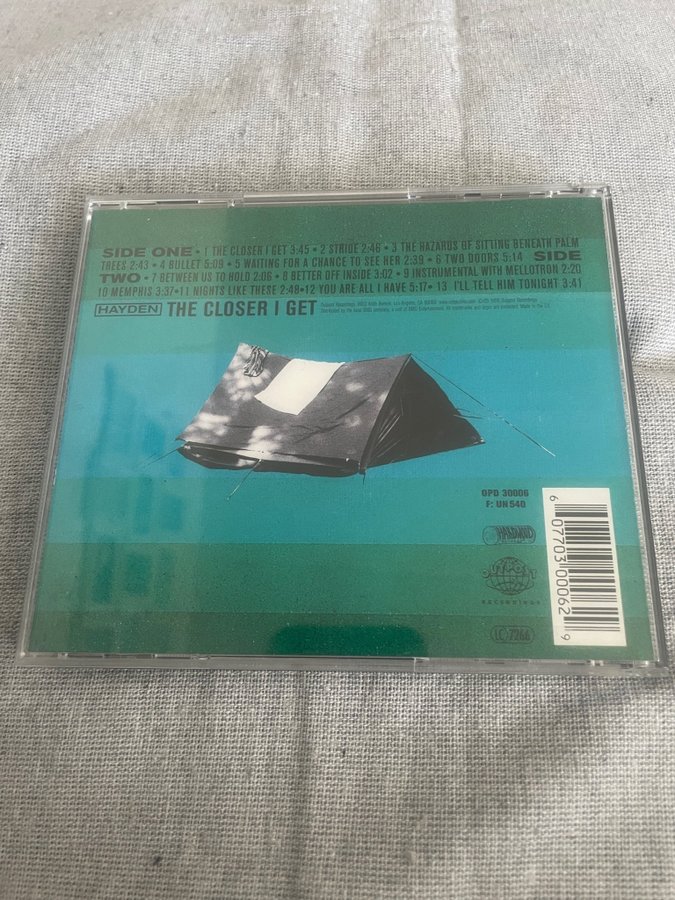 SIDE ONE • 1 THE CLOSER I GET 3:45 • 2 STRIDE 2:46 • 3 THE HAZARDS OF SITTING BENEATH PALM
TREES 2:43 • 4 BULLET 5:09 • 5 WAITING FOR A CHANCE TO SEE HER 2:39 • 6 TWO DOORS 5:14 SIDE
TWO • 7 BETWEEN US TO HOLD 2:06 • 8 BETTER OFF INSIDE 3:02 • 9 INSTRUMENTAL WITH MELLOTRON 2:20
10 MEMPHIS 3:37 • 11 NIGHTS LIKE THESE 2:48 • 12 YOU ARE ALL I HAVE 5:17 • 13 I'LL TELL HIM TONIGHT 3:41
HAYDEN THE CLOSER I GET
OPD 30006
F: UN 540
HARDWOOD
RECORDINGS
LC 7266
6 07703 00062 9